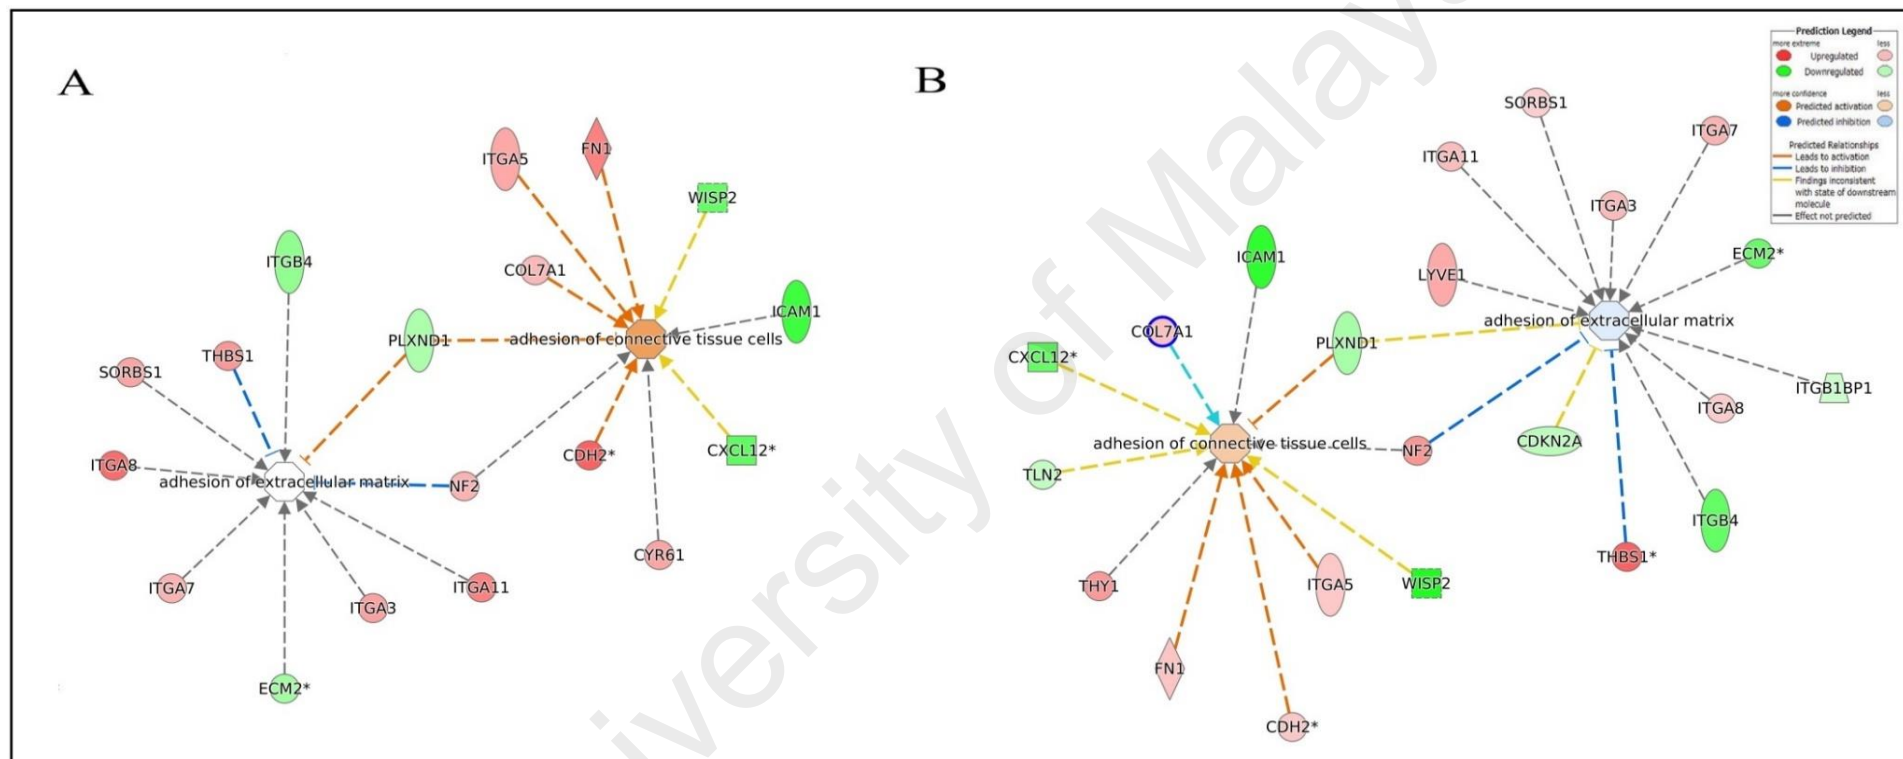 A
ITGA5
FN1
WISP2
ITGB4
COL7A1
ICAM1
PLXND1
adhesion of connective tissue cells
THBS1
SORBS1
CDH2*
CXCL12*
ITGA8
adhesion of extracellular matrix
NF2
CYR61
ITGA7
ITGA3
ITGA11
ECM2*
B
SORBS1
ITGA7
ITGA11
ITGA3
ECM2*
ICAM1
LYVE1
adhesion of extracellular matrix
COL7A1
PLXND1
CXCL12*
ITGB1BP1
ITGA8
adhesion of connective tissue cells
CDKN2A
NF2
TLN2
ITGB4
THBS1*
THY1
ITGA5
WISP2
FN1
CDH2*
Prediction Legend
more extreme less
Upregulated
Downregulated
more confidence less
Predicted activation
Predicted inhibition
Predicted Relationships
Leads to activation
Leads to inhibition
Findings inconsistent
with state of downstream
molecule
Effect not predicted
iversity of Malay